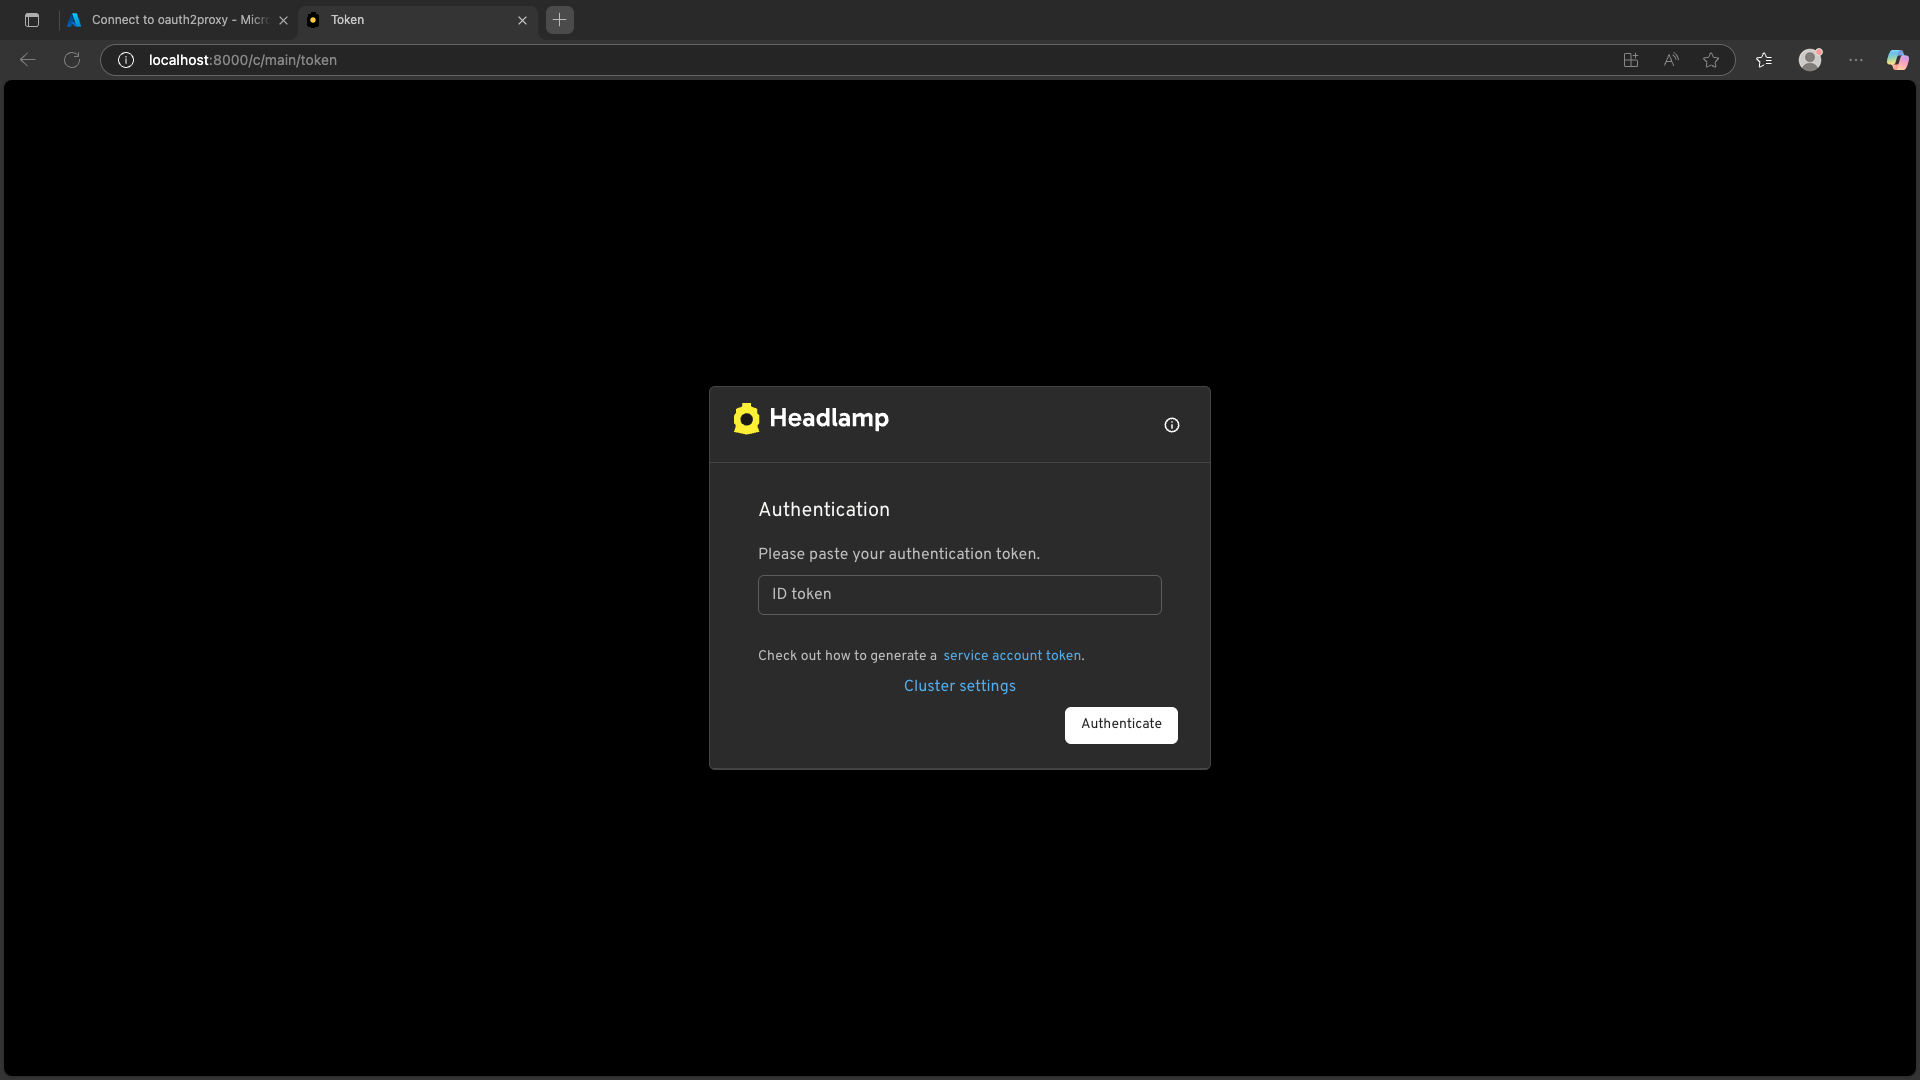 Connect to oauth2proxy - Micr
Token
localhost:8000/c/main/token
Headlamp
Authentication
Please paste your authentication token.
ID token
Check out how to generate a service account token.
Cluster settings
Authenticate